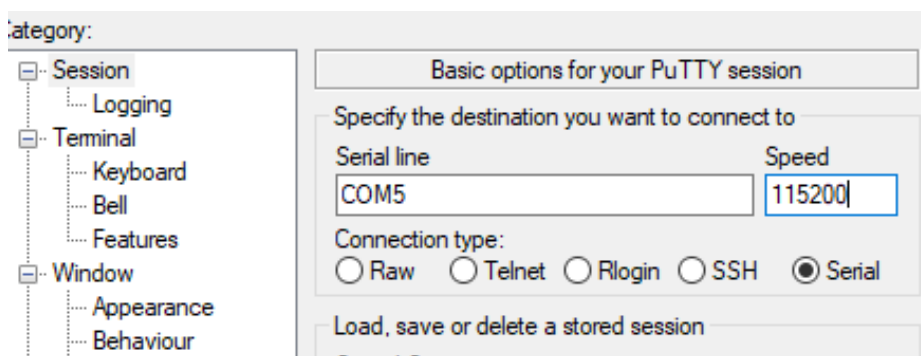 ategory:
Session
Logging
Terminal
Keyboard
Bell
Features
Window
Appearance
Behaviour
Basic options for your PuTTY session
Specify the destination you want to connect to
Serial line Speed
COM5 115200
Connection type:
Raw Telnet Rlogin SSH Serial
Load, save or delete a stored session